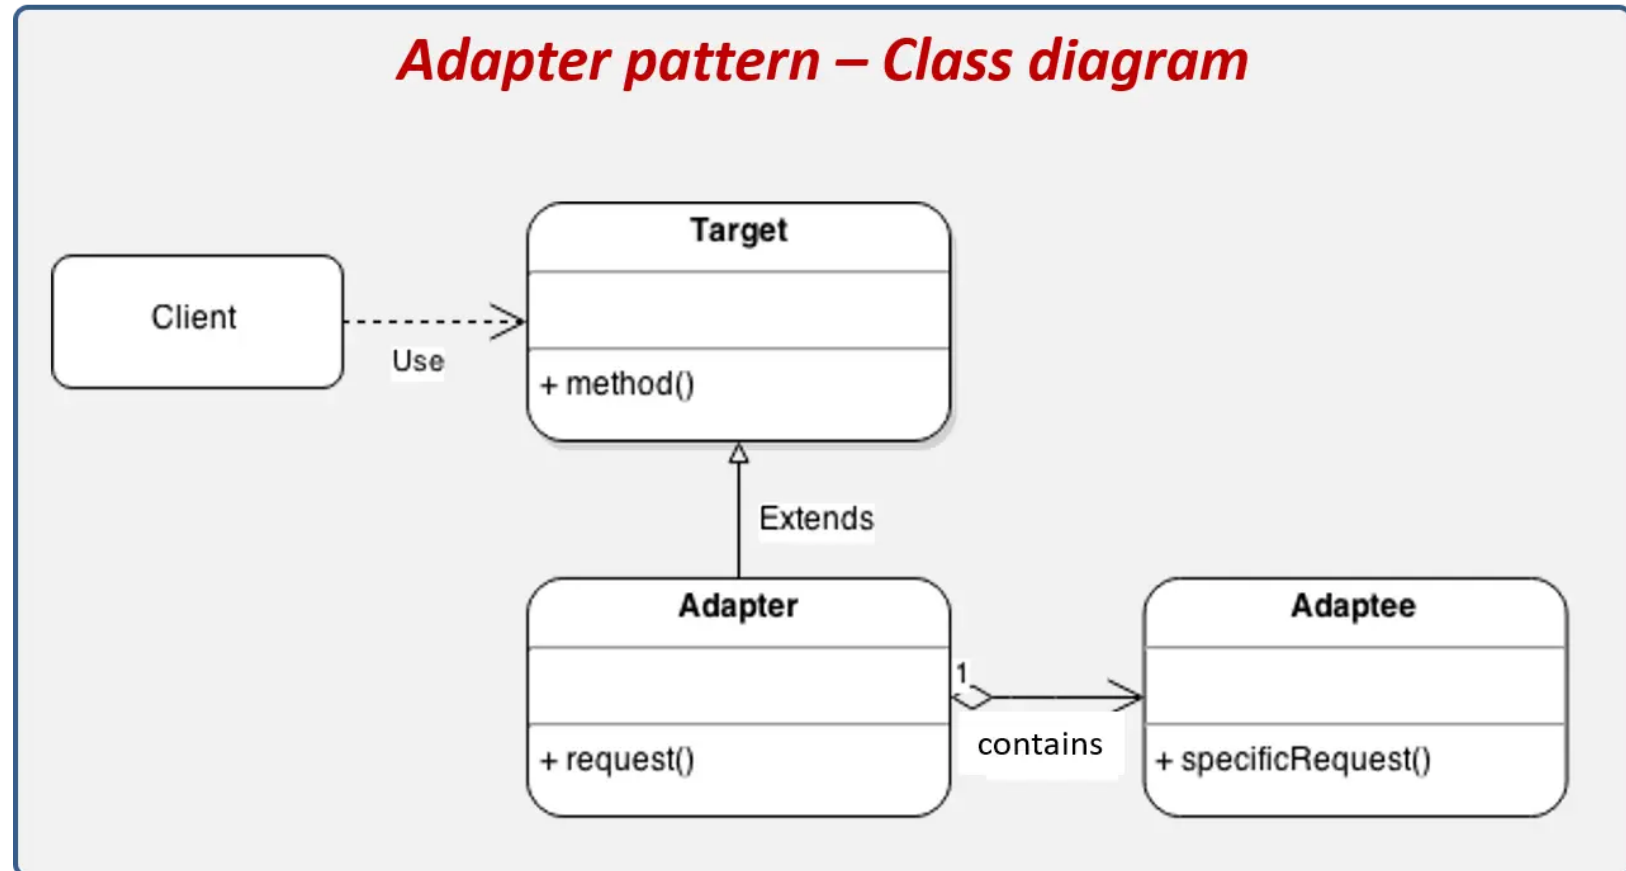 Adapter pattern – Class diagram
Target
Client
Use
+ method()
Extends
Adapter
Adaptee
1
contains
+ request()
+ specificRequest()